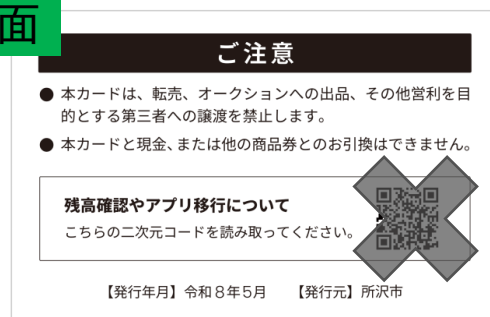 面
ご注意
● 本カードは、転売、オークションへの出品、その他営利を目
的とする第三者への譲渡を禁止します。
● 本カードと現金、または他の商品券とのお引換はできません。
残高確認やアプリ移行について
こちらの二次元コードを読み取ってください。
【発行年月】令和８年５月　【発行元】所沢市